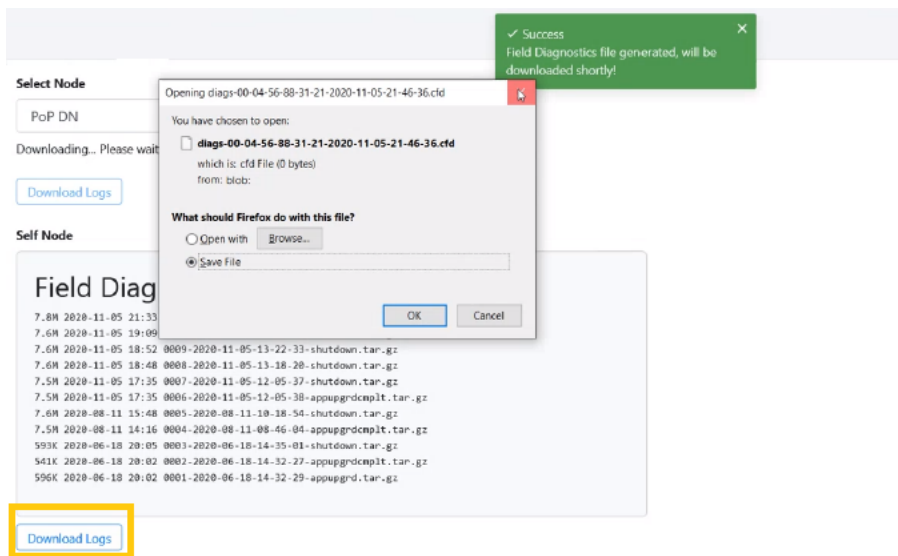 ✓ Success
Field Diagnostics file generated, will be
downloaded shortly!
Select Node
PoP DN
Downloading... Please wait
Download Logs
Opening diags-00-04-56-88-31-21-2020-11-05-21-46-36.cfd
You have chosen to open:
diags-00-04-56-88-31-21-2020-11-05-21-46-36.cfd
which is: cfd File (0 bytes)
from: blob:
What should Firefox do with this file?
Open with Browse...
Save File
OK Cancel
Self Node
Field Diag
7.8M 2020-11-05 21:33
7.6M 2020-11-05 19:09
7.6M 2020-11-05 18:52 0009-2020-11-05-13-22-33-shutdown.tar.gz
7.6M 2020-11-05 18:48 0008-2020-11-05-13-18-20-shutdown.tar.gz
7.5M 2020-11-05 17:35 0007-2020-11-05-12-05-37-shutdown.tar.gz
7.5M 2020-11-05 17:35 0006-2020-11-05-12-05-38-appupgrdcmplt.tar.gz
7.6M 2020-08-11 15:48 0005-2020-08-11-10-18-54-shutdown.tar.gz
7.5M 2020-08-11 14:16 0004-2020-08-11-08-46-04-appupgrdcmplt.tar.gz
593K 2020-06-18 20:05 0003-2020-06-18-14-35-01-shutdown.tar.gz
541K 2020-06-18 20:02 0002-2020-06-18-14-32-27-appupgrdcmplt.tar.gz
596K 2020-06-18 20:02 0001-2020-06-18-14-32-29-appupgrd.tar.gz
Download Logs